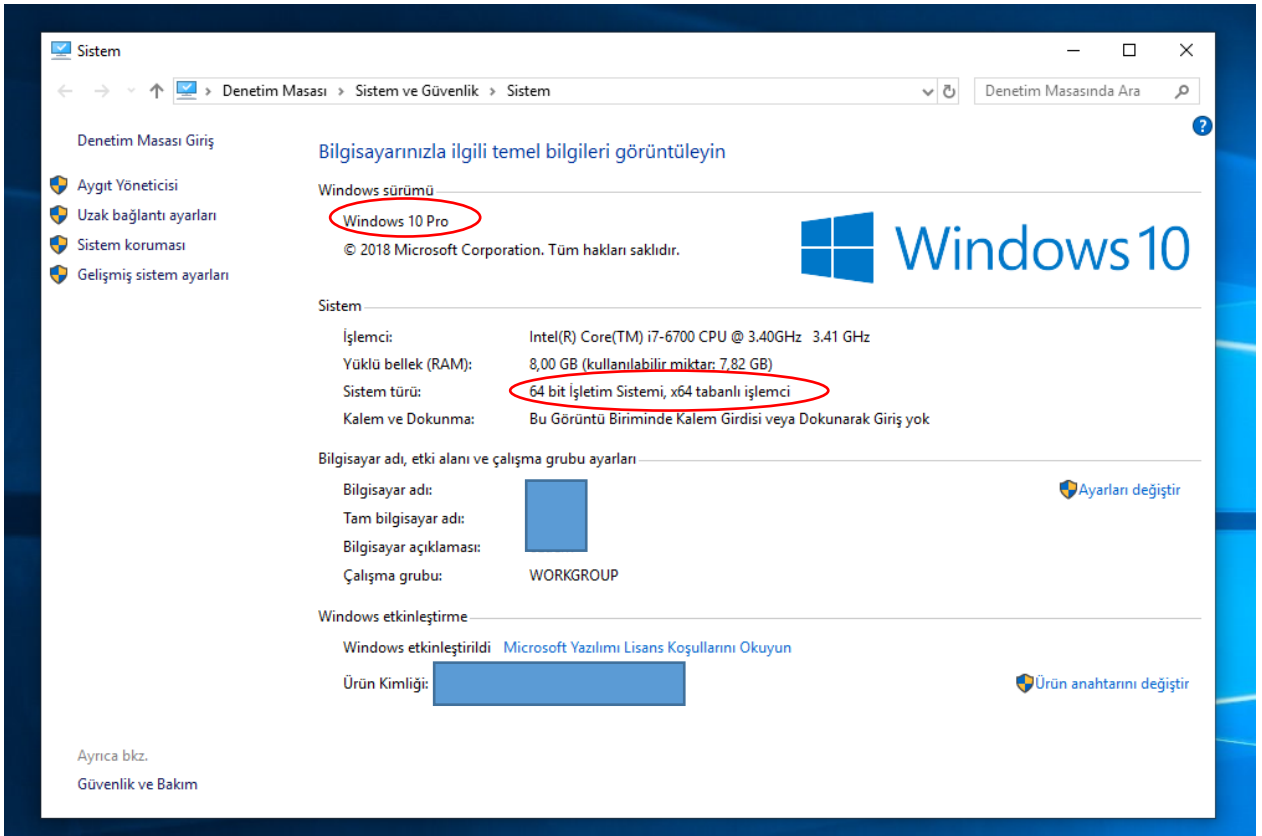 Sistem
Denetim Masası › Sistem ve Güvenlik › Sistem
Denetim Masasında Ara
?
Denetim Masası Giriş
Aygıt Yöneticisi
Uzak bağlantı ayarları
Sistem koruması
Gelişmiş sistem ayarları
Bilgisayarınızla ilgili temel bilgileri görüntüleyin
Windows sürümü
Windows 10 Pro
© 2018 Microsoft Corporation. Tüm hakları saklıdır.
Windows 10
Sistem
İşlemci: Intel(R) Core(TM) i7-6700 CPU @ 3.40GHz 3.41 GHz
Yüklü bellek (RAM): 8,00 GB (kullanılabilir miktar: 7,82 GB)
Sistem türü: 64 bit İşletim Sistemi, x64 tabanlı işlemci
Kalem ve Dokunma: Bu Görüntü Biriminde Kalem Girdisi veya Dokunarak Giriş yok
Bilgisayar adı, etki alanı ve çalışma grubu ayarları
Bilgisayar adı:
Ayarları değiştir
Tam bilgisayar adı:
Bilgisayar açıklaması:
Çalışma grubu: WORKGROUP
Windows etkinleştirme
Windows etkinleştirildi Microsoft Yazılımı Lisans Koşullarını Okuyun
Ürün Kimliği:
Ürün anahtarını değiştir
Ayrıca bkz.
Güvenlik ve Bakım